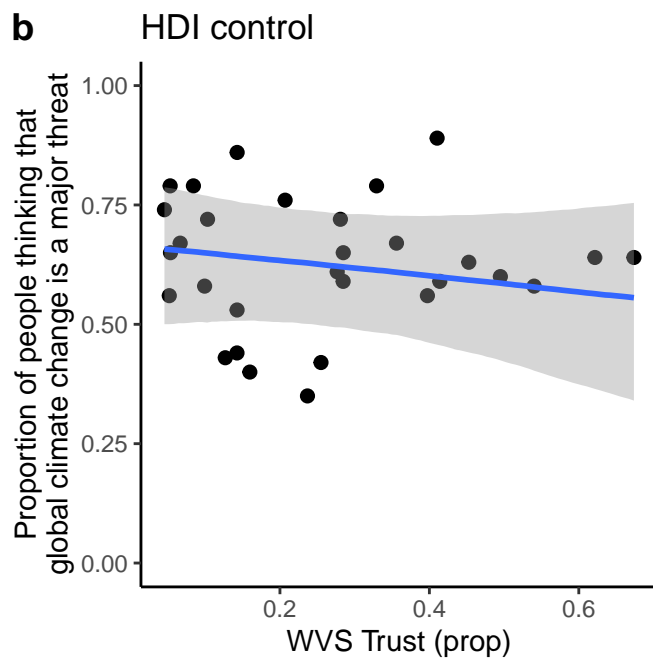 b HDI control
Proportion of people thinking that
global climate change is a major threat
1.00
0.75
0.50
0.25
0.00
0.2 0.4 0.6
WVS Trust (prop)